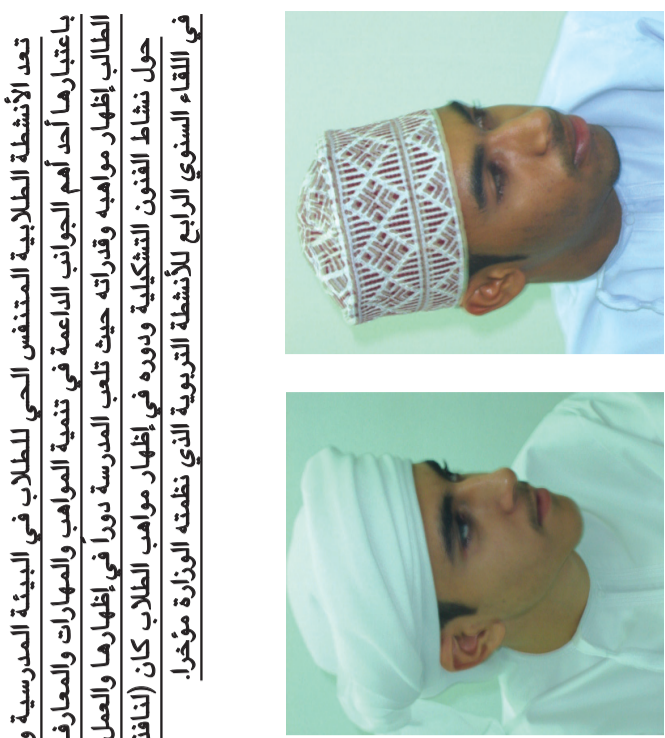 تعد الأنشطة الطلابية المتنفس الحي للطلاب في البيئة المدرسية و
باعتبارها أحد أهم الجوانب الداعمة في تنمية المواهب والمهارات والمعارف
الطالب إظهار مواهبه وقدراته حيث تلعب المدرسة دوراً في إظهارها والعمل
حول نشاط الفنون التشكيلية ودوره في إظهار مواهب الطلاب كان (لنافذة
في اللقاء السنوي الرابع للأنشطة التربوية الذي نظمته الوزارة مؤخرا.